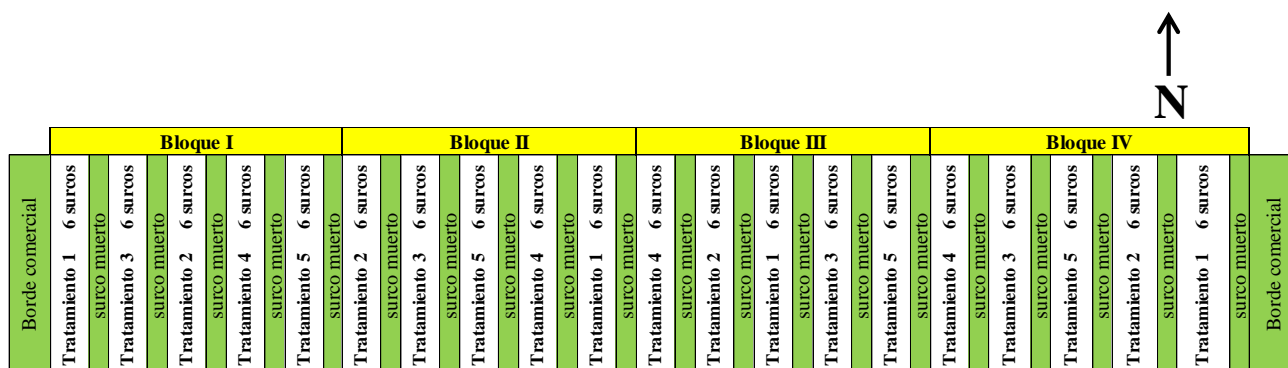 N
Bloque I
Bloque II
Bloque III
Bloque IV
Borde comercial
Tratamiento 1 6 surcos
surco muerto
Tratamiento 3 6 surcos
surco muerto
Tratamiento 2 6 surcos
surco muerto
Tratamiento 4 6 surcos
surco muerto
Tratamiento 5 6 surcos
surco muerto
Tratamiento 2 6 surcos
surco muerto
Tratamiento 3 6 surcos
surco muerto
Tratamiento 5 6 surcos
surco muerto
Tratamiento 4 6 surcos
surco muerto
Tratamiento 1 6 surcos
surco muerto
Tratamiento 4 6 surcos
surco muerto
Tratamiento 2 6 surcos
surco muerto
Tratamiento 1 6 surcos
surco muerto
Tratamiento 3 6 surcos
surco muerto
Tratamiento 5 6 surcos
surco muerto
Tratamiento 4 6 surcos
surco muerto
Tratamiento 3 6 surcos
surco muerto
Tratamiento 5 6 surcos
surco muerto
Tratamiento 2 6 surcos
surco muerto
Tratamiento 1 6 surcos
surco muerto
Borde comercial